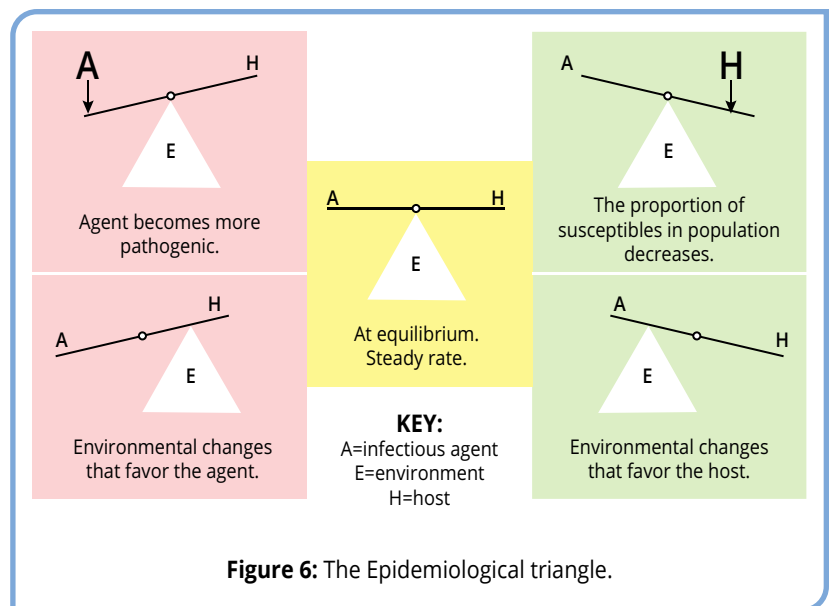 A
H
E
Agent becomes more
pathogenic.
A
H
E
The proportion of
susceptibles in population
decreases.
A
H
E
At equilibrium.
Steady rate.
A
H
E
Environmental changes
that favor the agent.
KEY:
A=infectious agent
E=environment
H=host
A
H
E
Environmental changes
that favor the host.
Figure 6: The Epidemiological triangle.